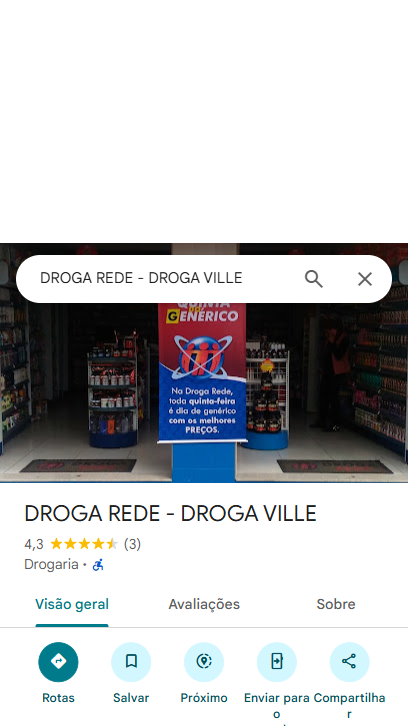 DROGA REDE - DROGA VILLE
QUINTA
GENÉRICO
Na Droga Rede,
toda quinta-feira
é dia de genérico
com os melhores
PREÇOS.
DROGA REDE - DROGA VILLE
4,3 (3)
Drogaria ·
Visão geral Avaliações Sobre
Rotas Salvar Próximo Enviar para o Compartilhar